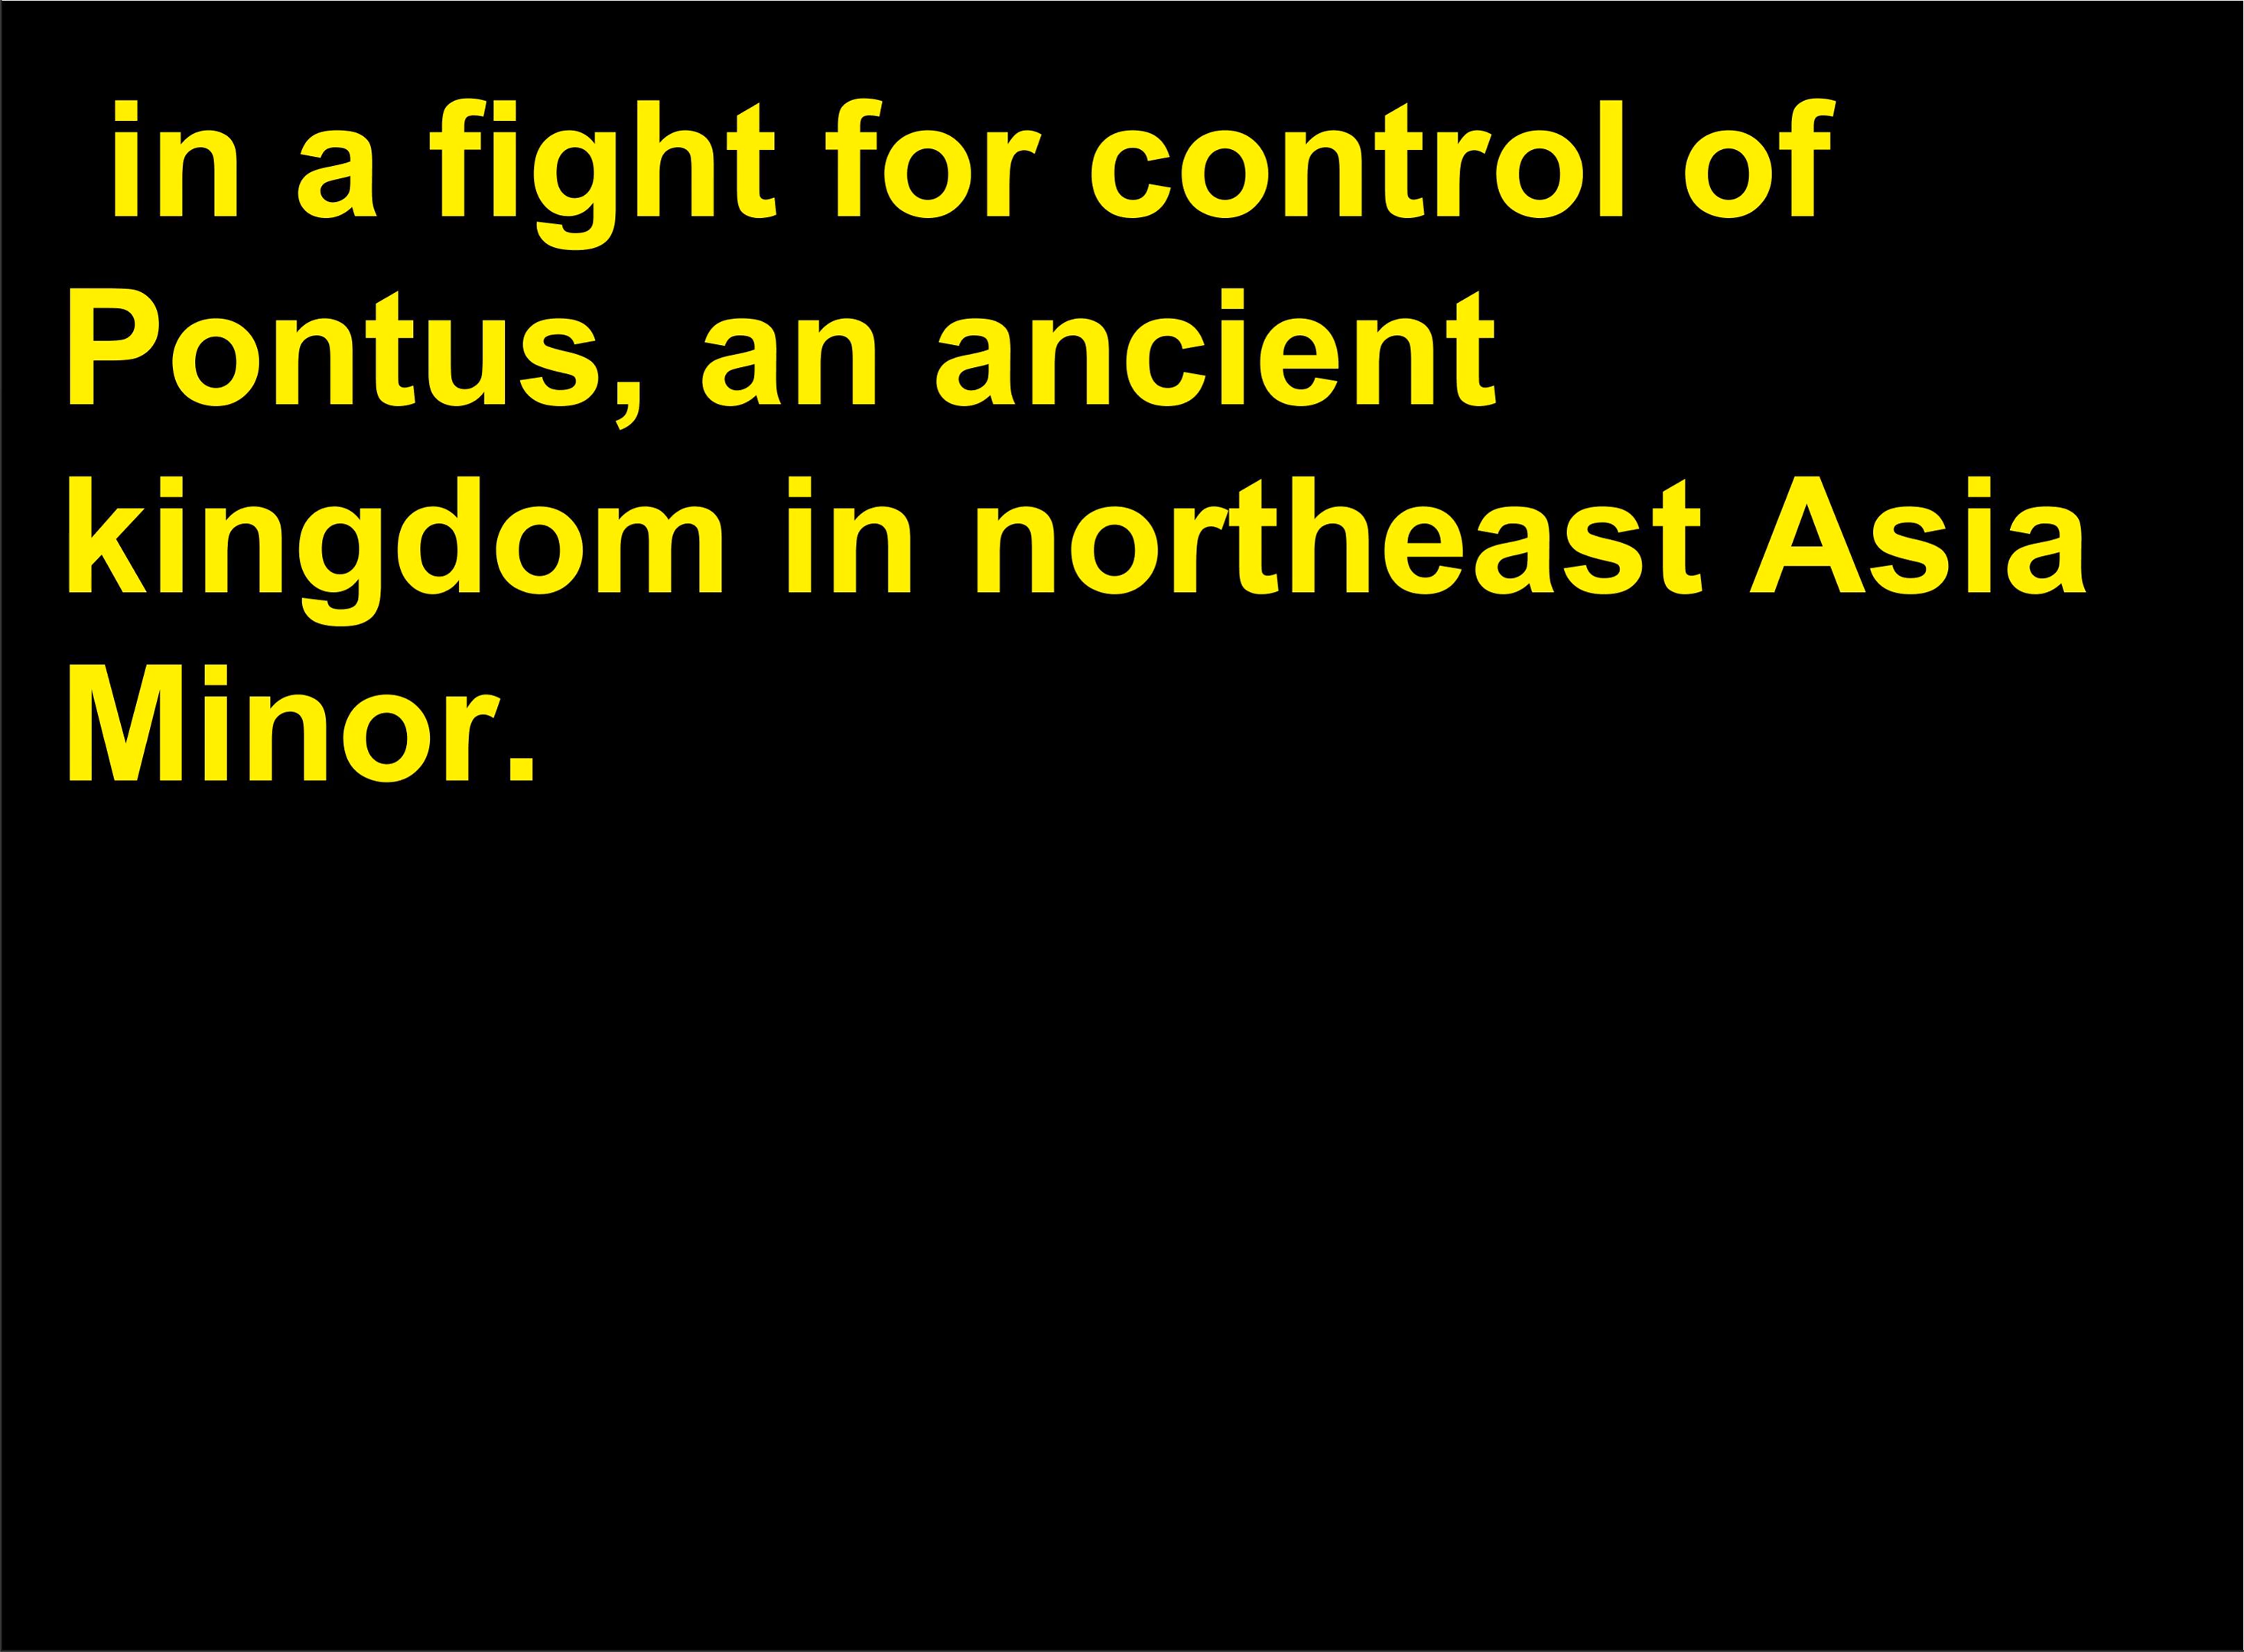 in a fight for control of
Pontus, an ancient
kingdom in northeast Asia
Minor.